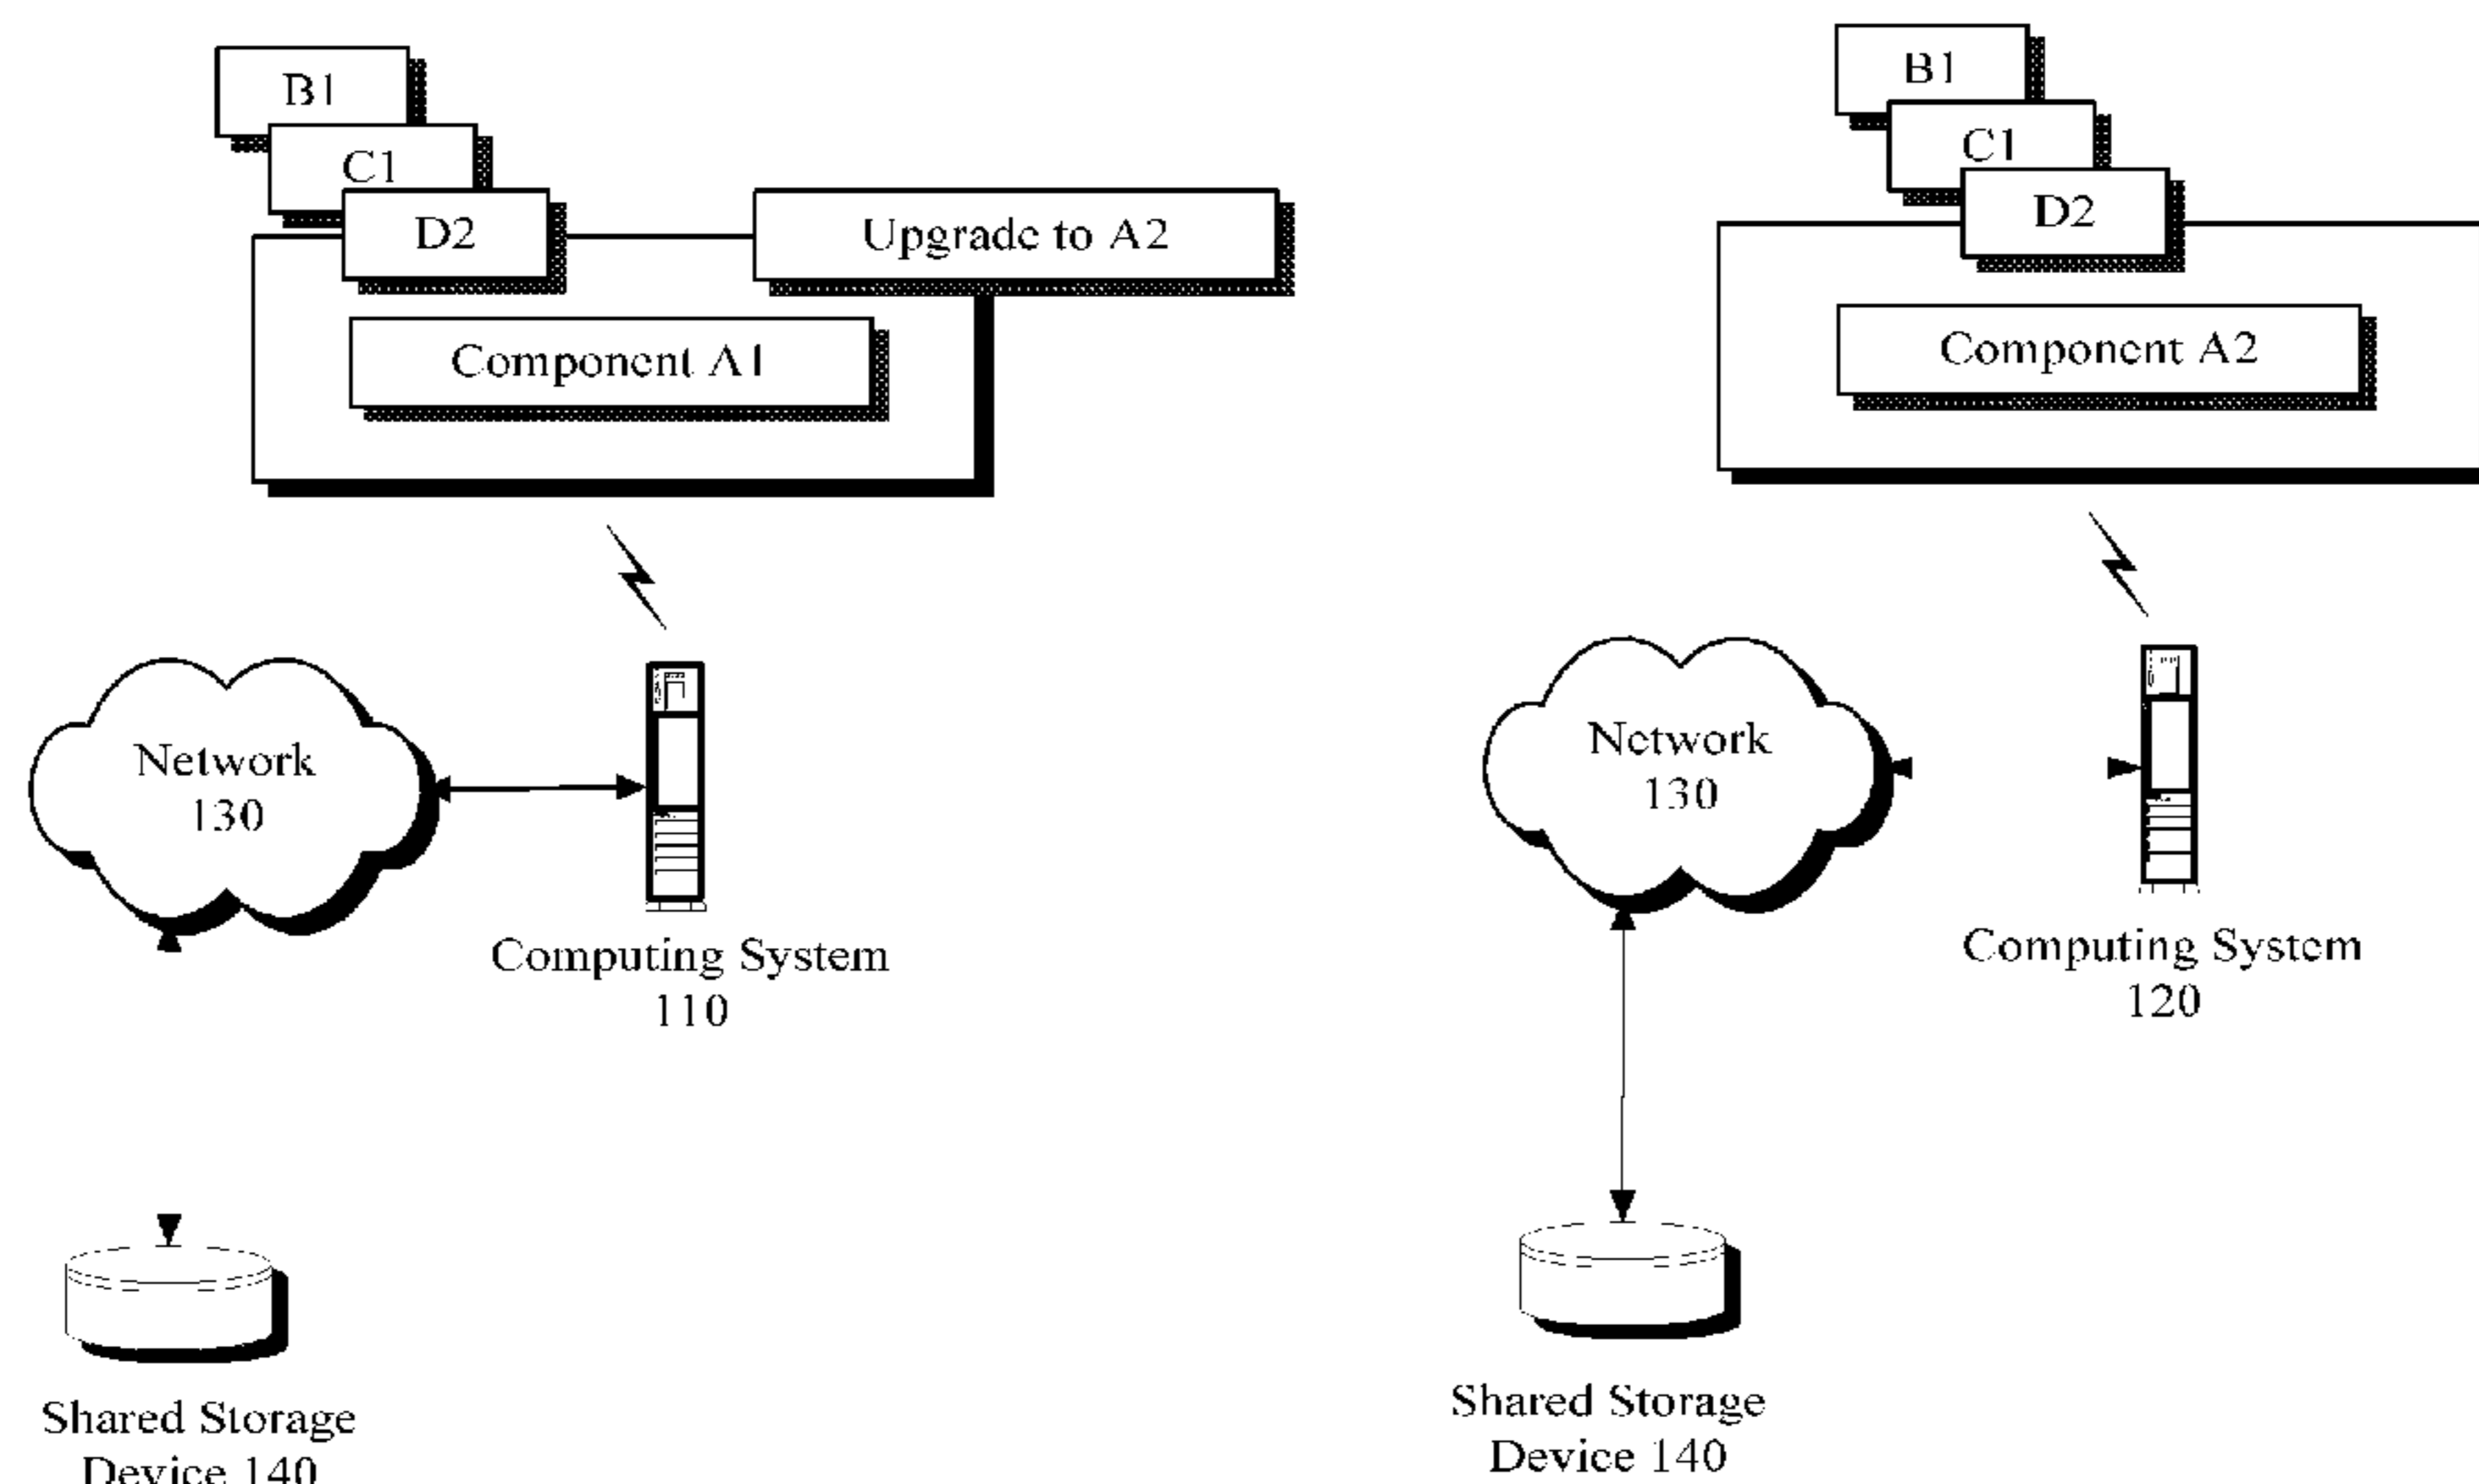 B1
C1
D2
Upgrade to A2
Component A1
Network
130
Computing System
110
Shared Storage
Device 140
B1
C1
D2
Component A2
Network
130
Computing System
120
Shared Storage
Device 140